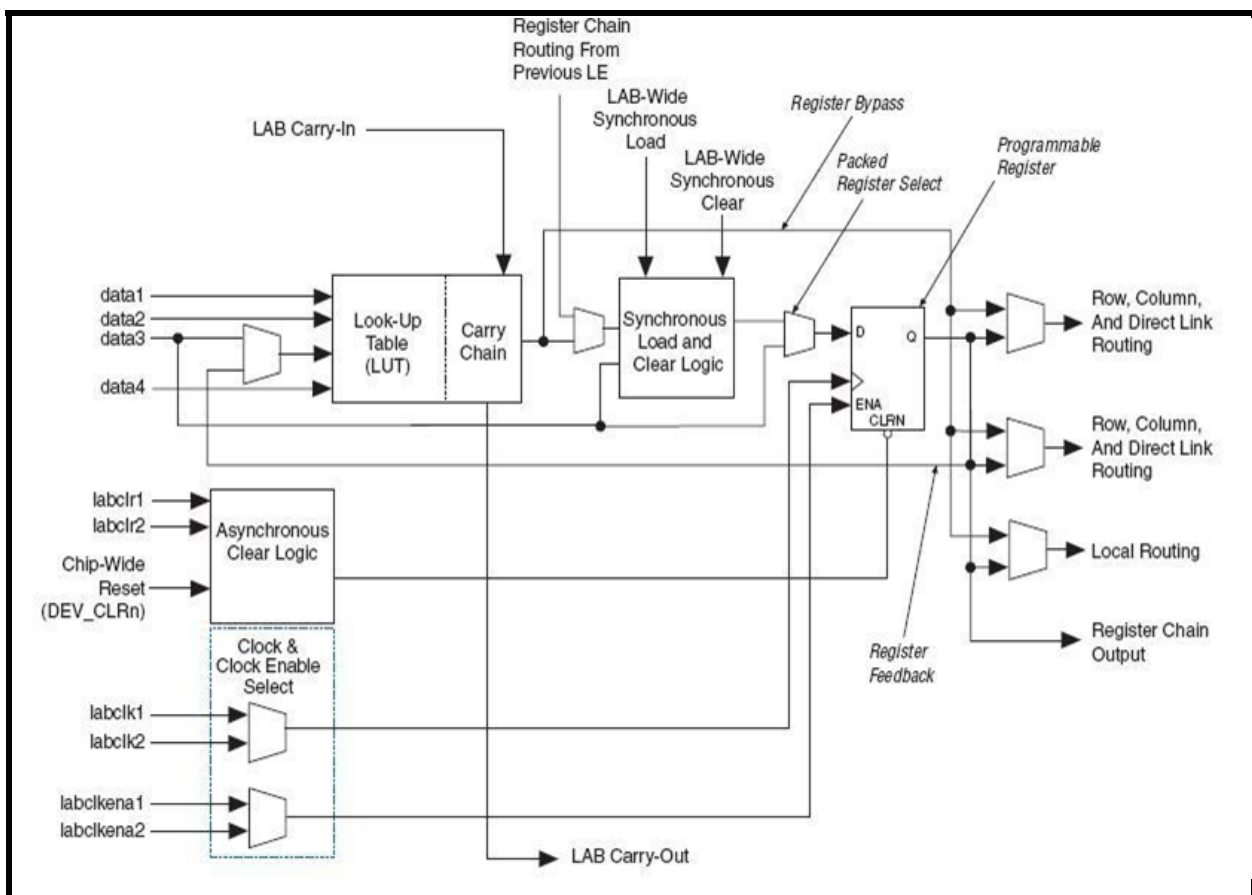 Register Chain
Routing From
Previous LE
LAB-Wide
Synchronous
Load
Register Bypass
LAB Carry-In
LAB-Wide
Synchronous
Clear
Packed
Register Select
Programmable
Register
data1
data2
data3
data4
Look-Up
Table
(LUT)
Carry
Chain
Synchronous
Load and
Clear Logic
D
Q
ENA
CLRN
Row, Column,
And Direct Link
Routing
Row, Column,
And Direct Link
Routing
Local Routing
Register Chain
Output
Register
Feedback
labclr1
labclr2
Chip-Wide
Reset
(DEV_CLRn)
Asynchronous
Clear Logic
Clock &
Clock Enable
Select
labclk1
labclk2
labclkena1
labclkena2
LAB Carry-Out